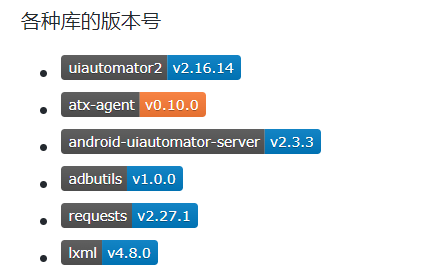 各种库的版本号
uiautomator2 v2.16.14
atx-agent v0.10.0
android-uiautomator-server v2.3.3
adbutils v1.0.0
requests v2.27.1
lxml v4.8.0